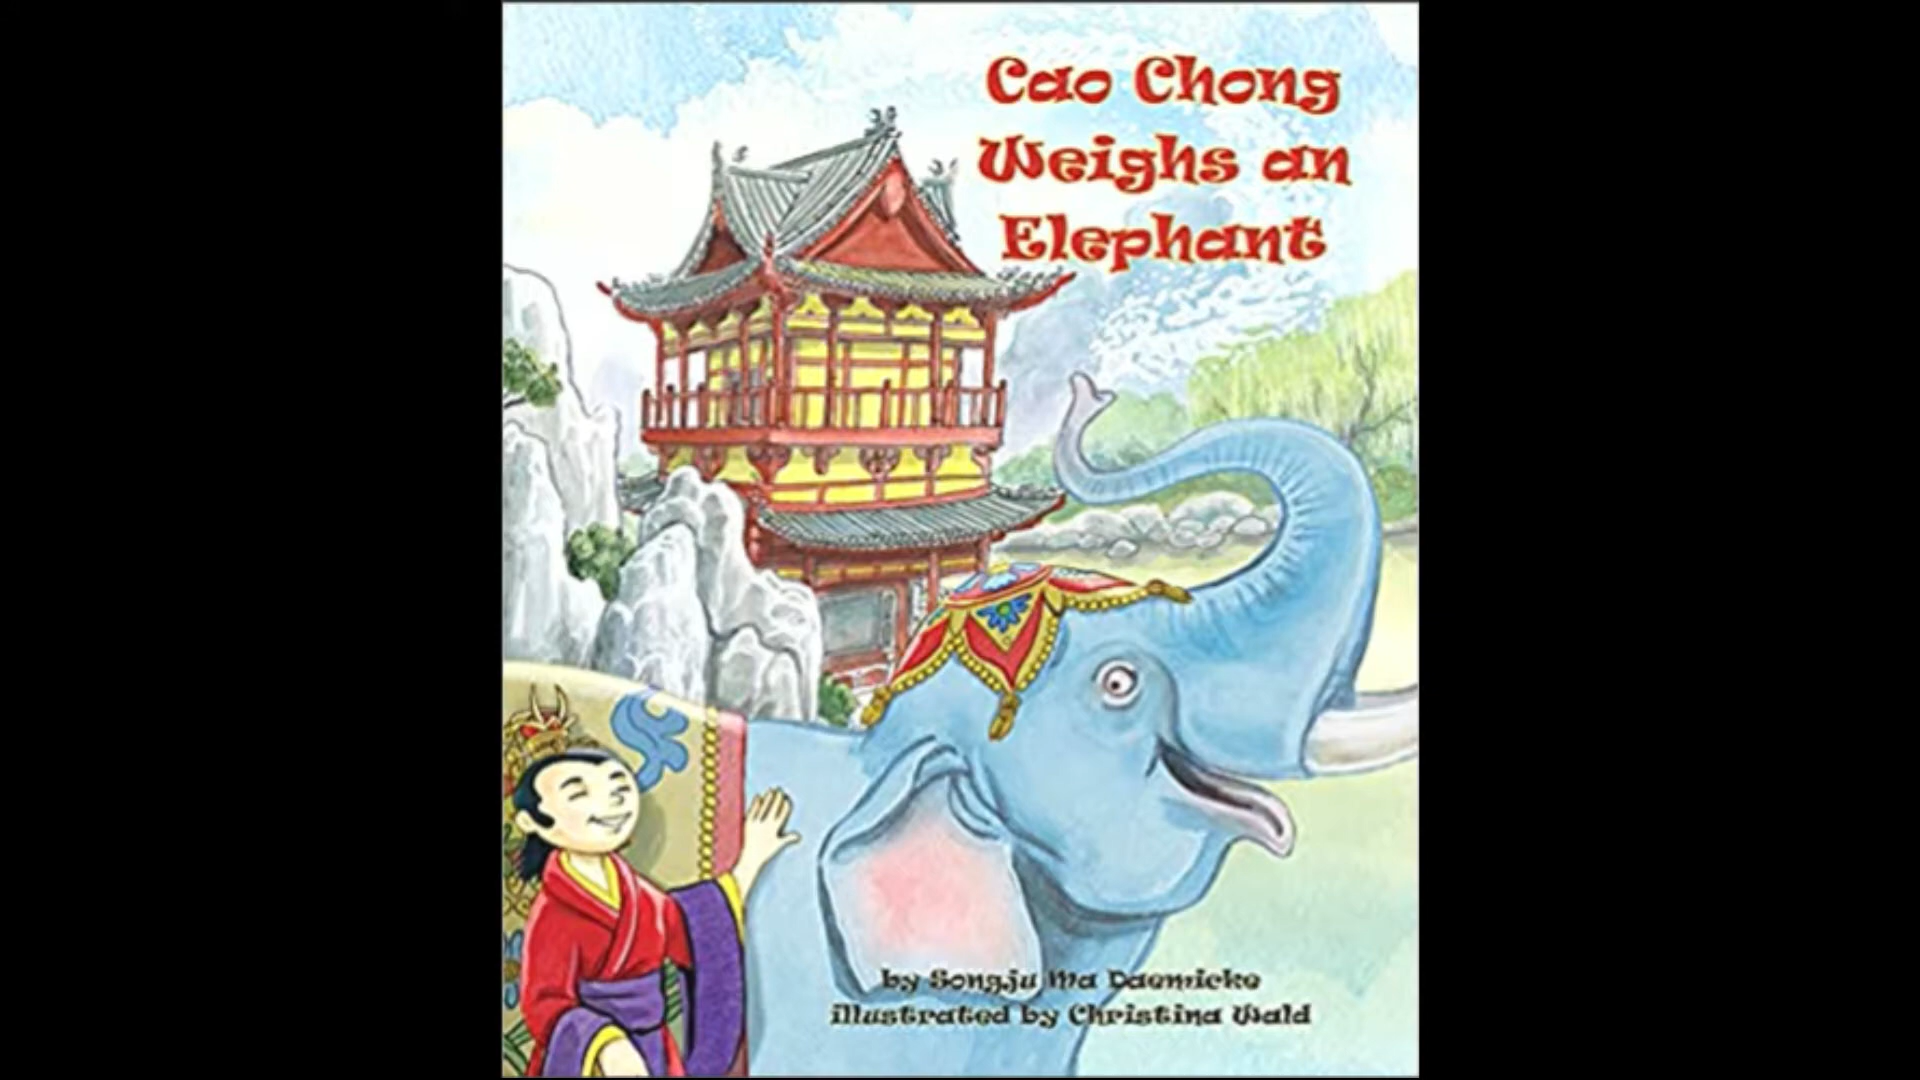 Cao Chong
Weighs an
Elephant
by Songju Ma Daemicke
illustrated by Christina Wald